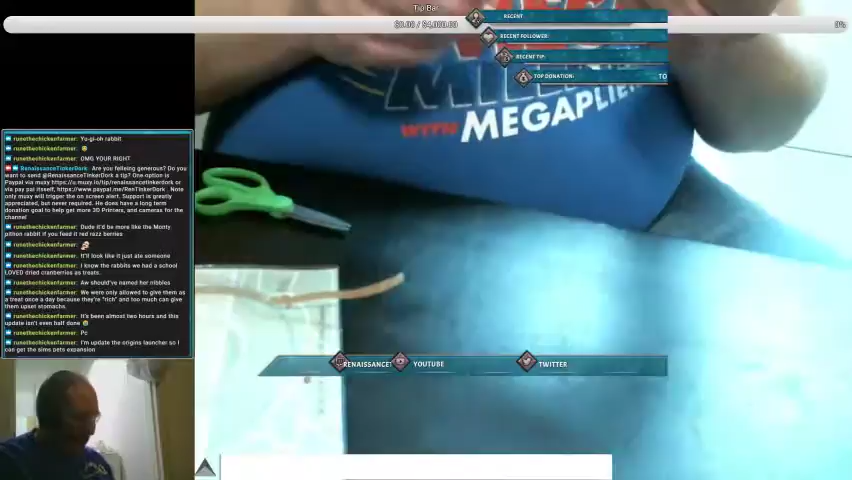 Tip Bar
$0.00 / $4,000.00
0%
RECENT
RECENT FOLLOWER:
RECENT TIP:
TOP DONATION:
TO
MILLI
WITH MEGAPLIER
runethechickenfarmer: Yu-gi-oh rabbit
runethechickenfarmer:
runethechickenfarmer: OMG YOUR RIGHT
RenaissanceTinkerDork: Are you felleing generous? Do you
want to send @RenaissanceTinkerDork a tip? One option is
Paypal via muxy https://u.muxy.io/tip/renaissancetinkerdork or
via pay pal itself, https://www.paypal.me/RenTinkerDork . Note
only muxy will trigger the on screen alert. Support is greatly
appreciated, but never required. He does have a long term
donation goal to help get more 3D Printers, and cameras for the
channel
runethechickenfarmer: Dude it'd be more like the Monty
pithon rabbit if you feed it red razz berries
runethechickenfarmer:
runethechickenfarmer: It'll look like it just ate someone
runethechickenfarmer: I know the rabbits we had a school
LOVED dried cranberries as treats.
runethechickenfarmer: Aw should've named her nibbles
runethechickenfarmer: We were only allowed to give them as
a treat once a day because they're "rich" and too much can give
them upset stomachs.
runethechickenfarmer: It's been almost two hours and this
update isn't even half done
runethechickenfarmer: Pc
runethechickenfarmer: I'm update the origins launcher so I
can get the sims pets expansion
RENAISSANCET
YOUTUBE
TWITTER